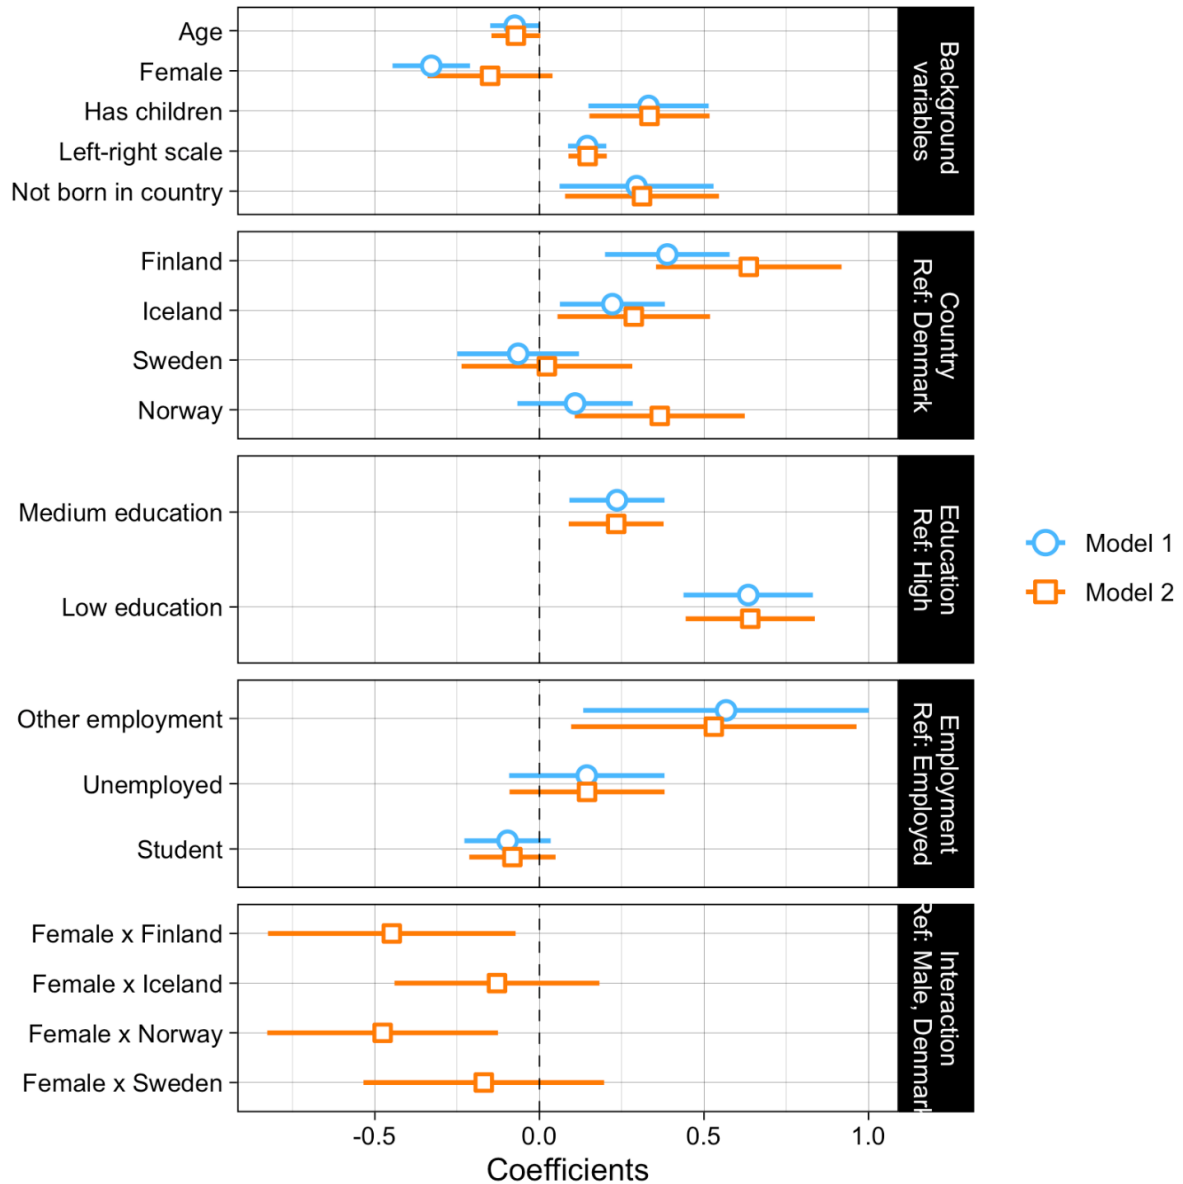 Age
Female
Has children
Left-right scale
Not born in country
Background
variables
Finland
Iceland
Sweden
Norway
Country
Ref: Denmark
Medium education
Low education
Education
Ref: High
Other employment
Unemployed
Student
Employment
Ref: Employed
Female x Finland
Female x Iceland
Female x Norway
Female x Sweden
Interaction
Ref: Male, Denmark
-0.5
0.0
0.5
1.0
Coefficients
Model 1
Model 2